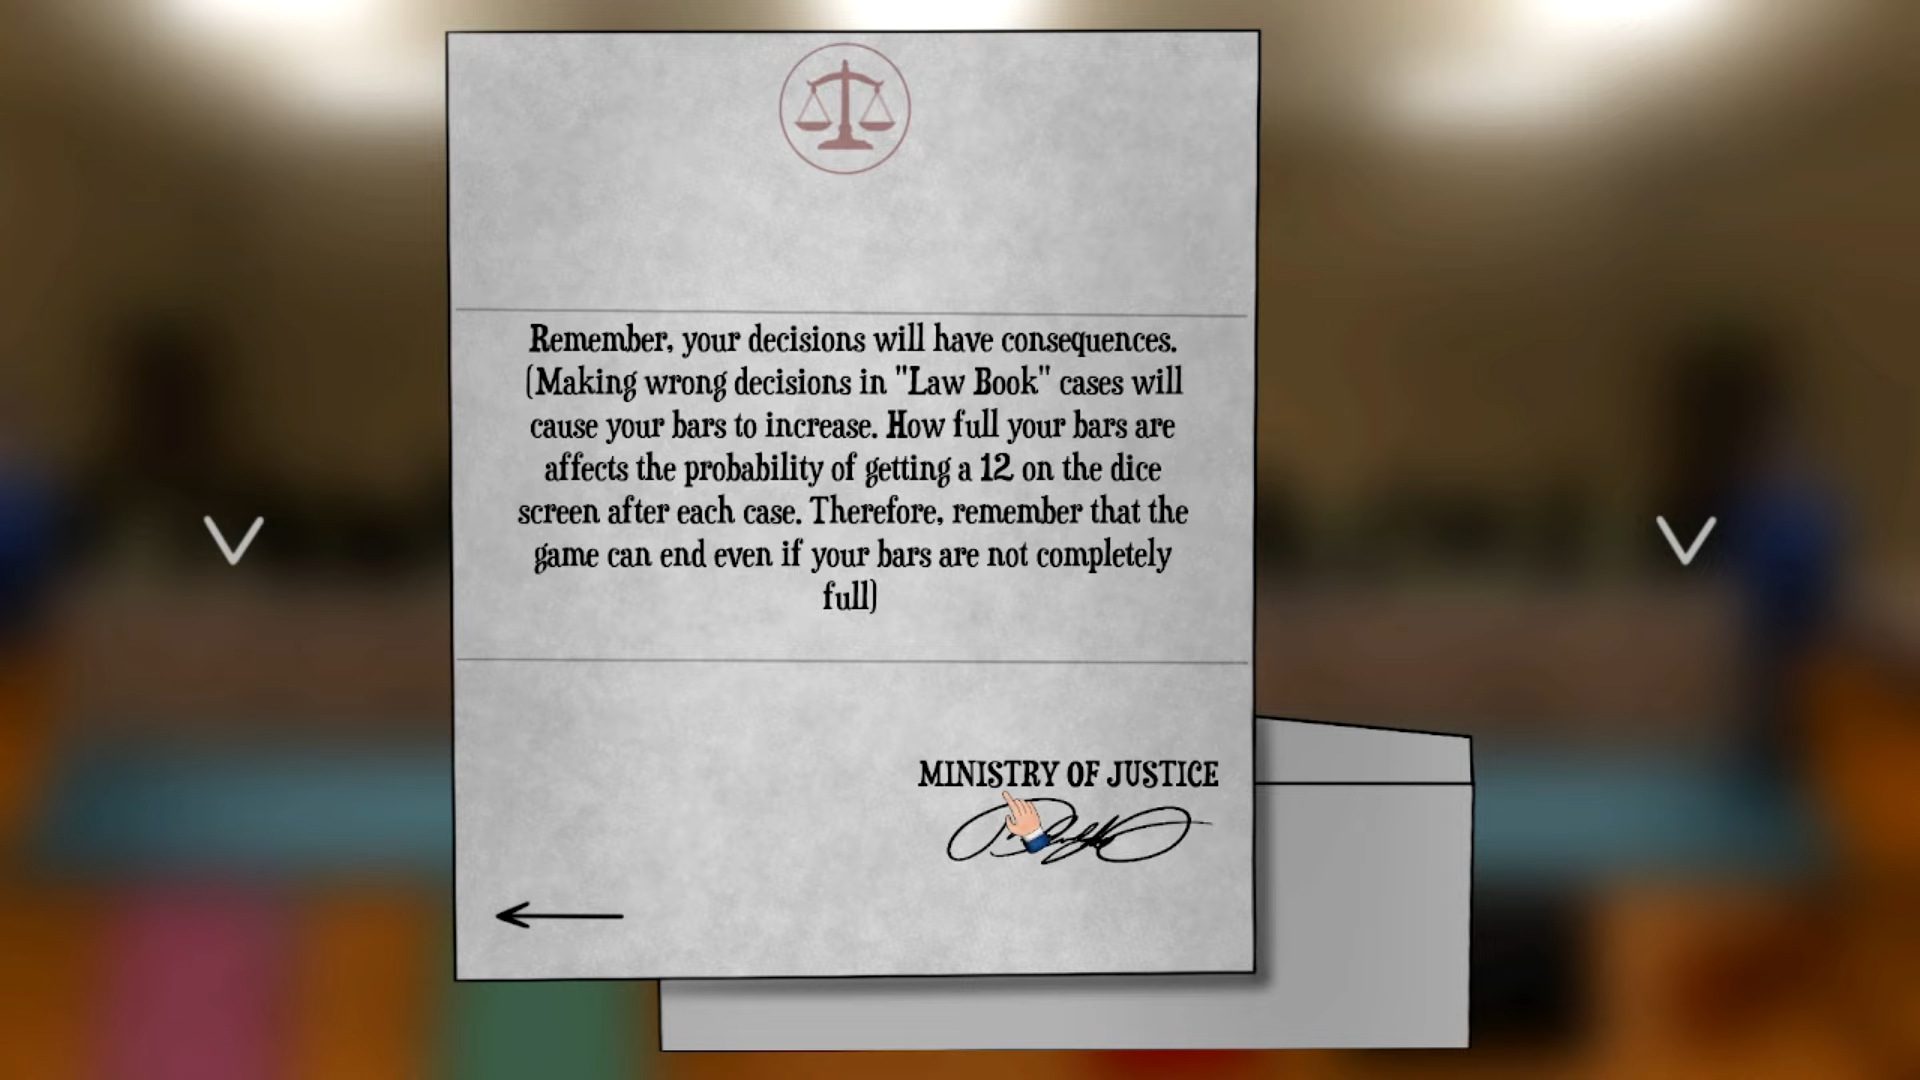 Remember, your decisions will have consequences.
(Making wrong decisions in "Law Book" cases will
cause your bars to increase. How full your bars are
affects the probability of getting a 12 on the dice
screen after each case. Therefore, remember that the
game can end even if your bars are not completely
full)
MINISTRY OF JUSTICE